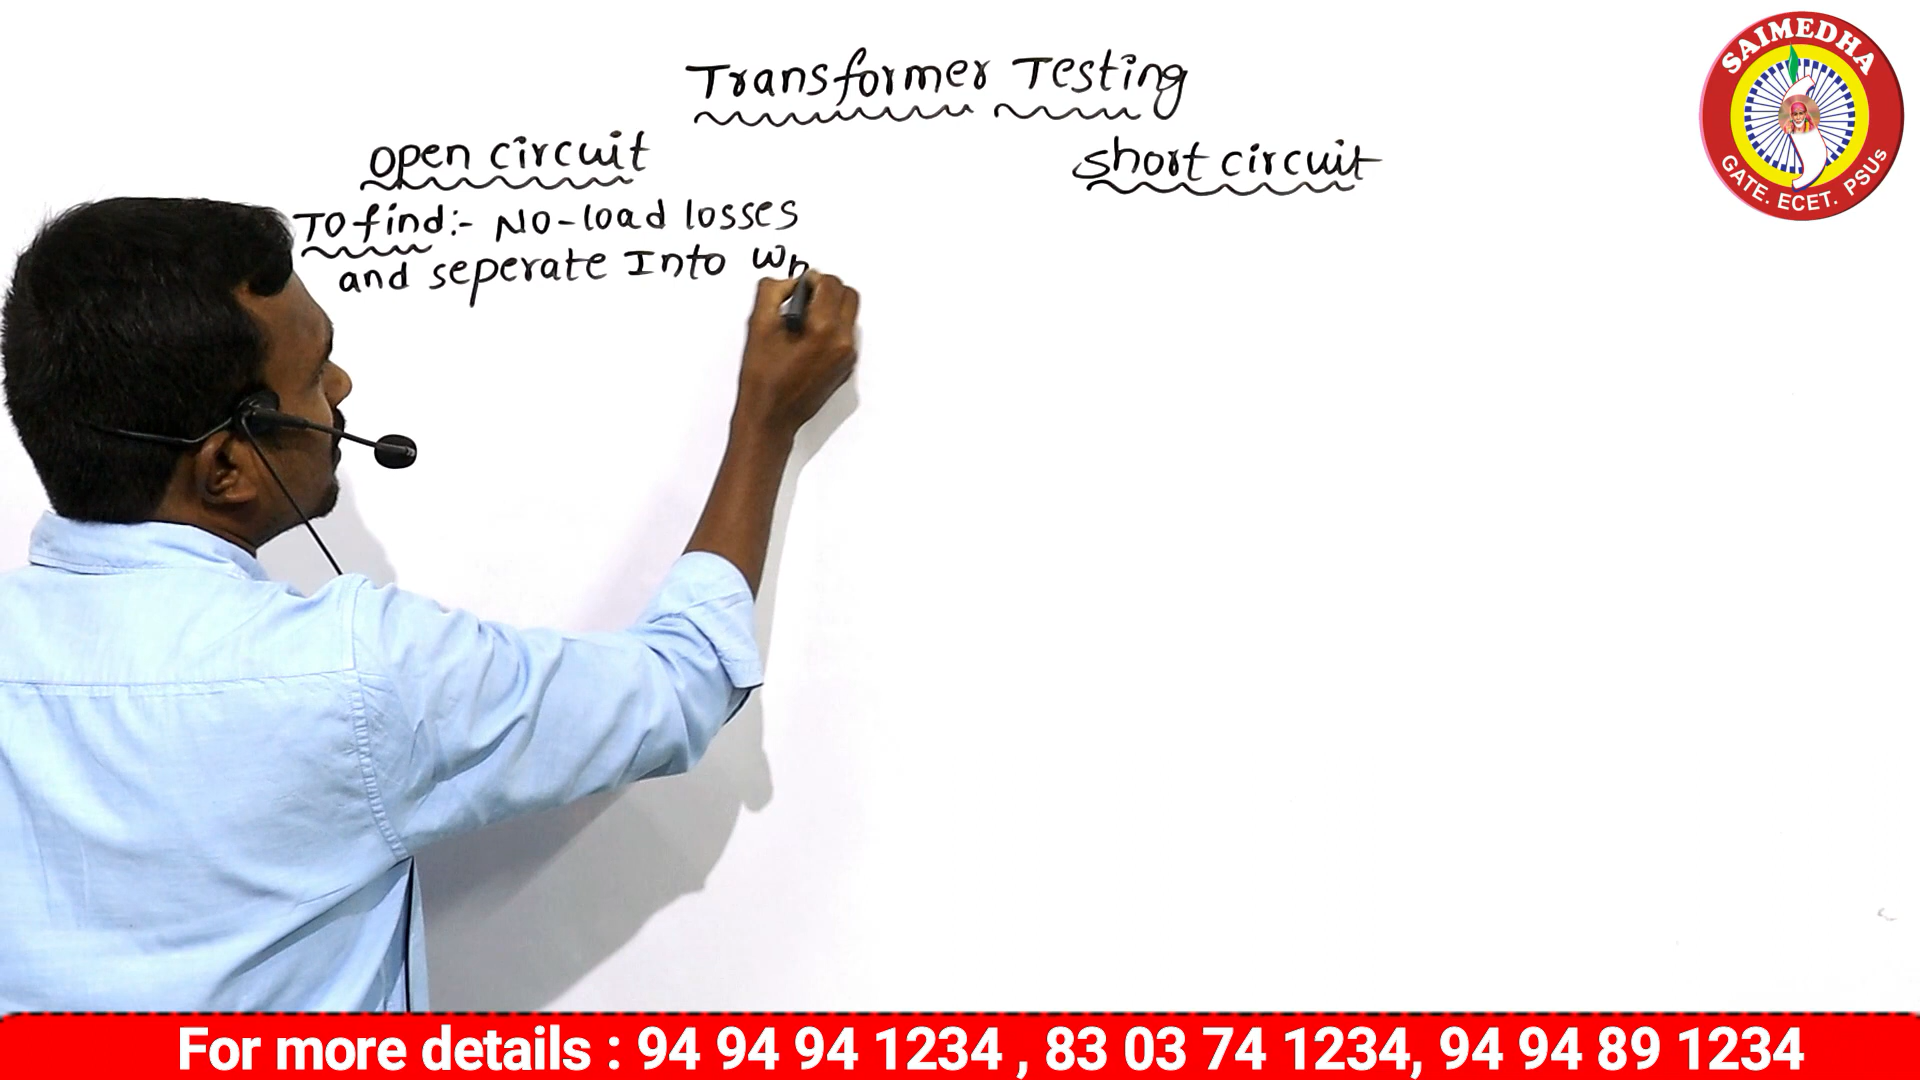 Transformer Testing
open circuit
short circuit
To find:- No-load losses
and seperate Into Wh
SAIMEDHA
GATE. ECET. PSUs
For more details : 94 94 94 1234 , 83 03 74 1234, 94 94 89 1234